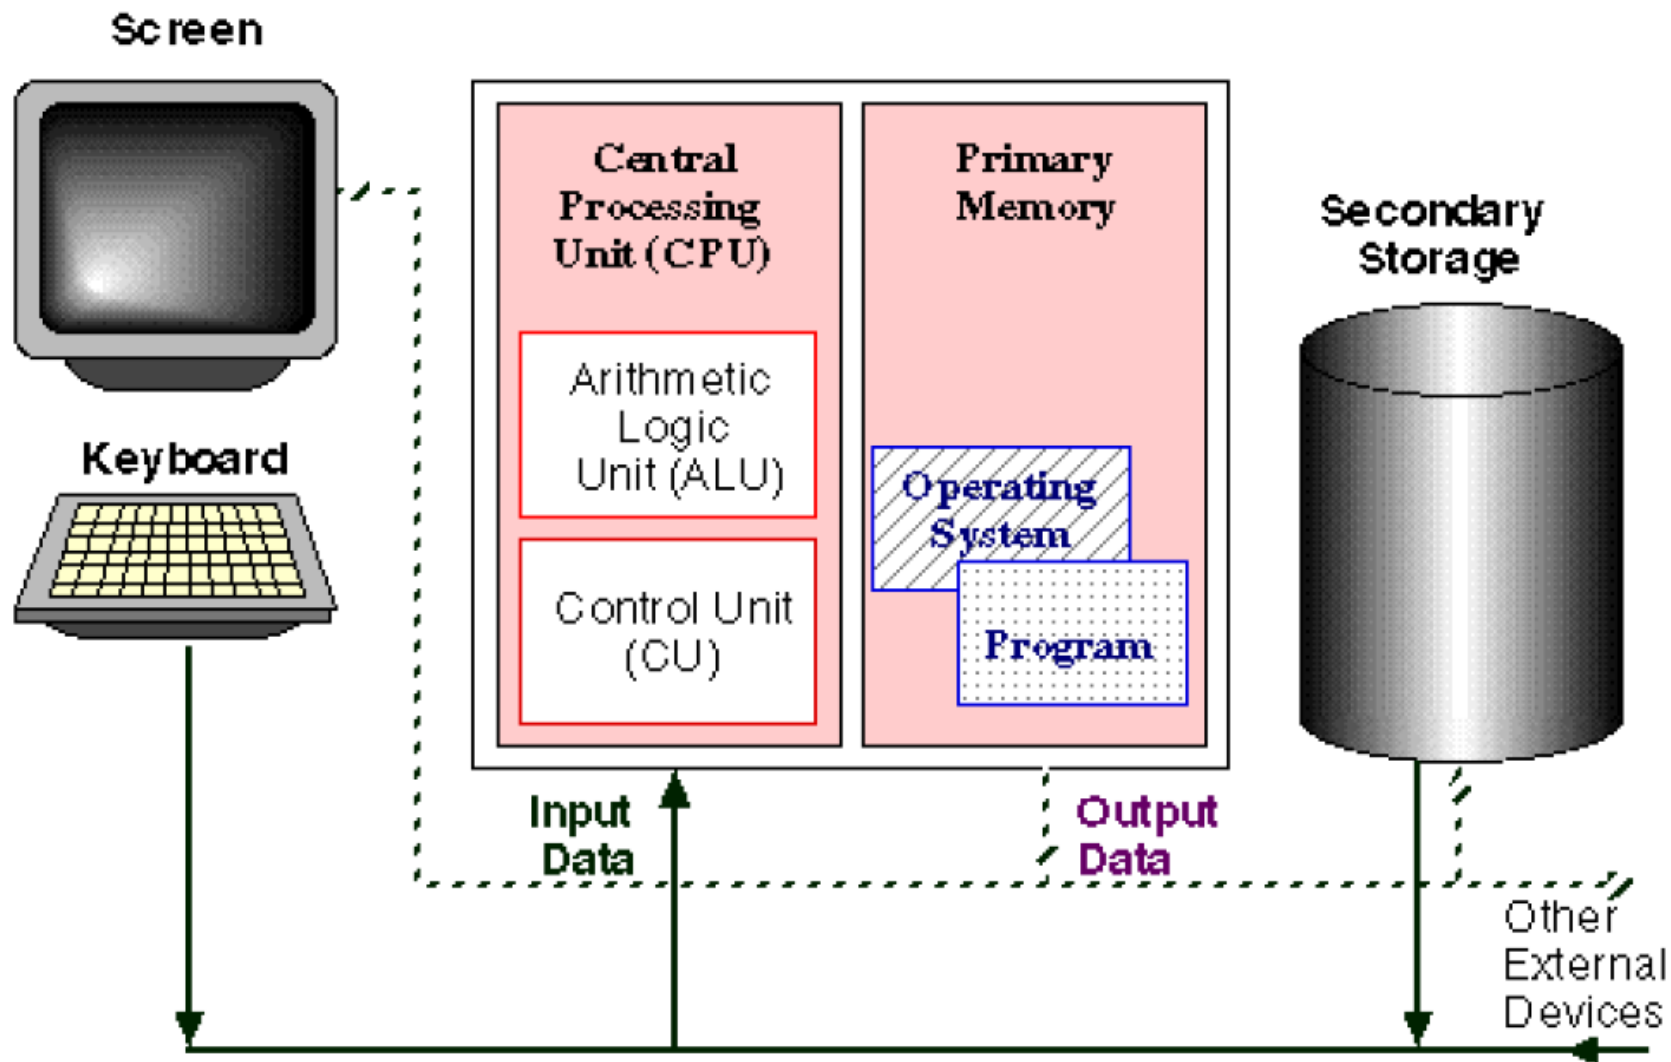 Screen
Keyboard
Central
Processing
Unit (CPU)
Arithmetic
Logic
Unit (ALU)
Control Unit
(CU)
Primary
Memory
Operating
System
Program
Secondary
Storage
Input
Data
Output
Data
Other
External
Devices